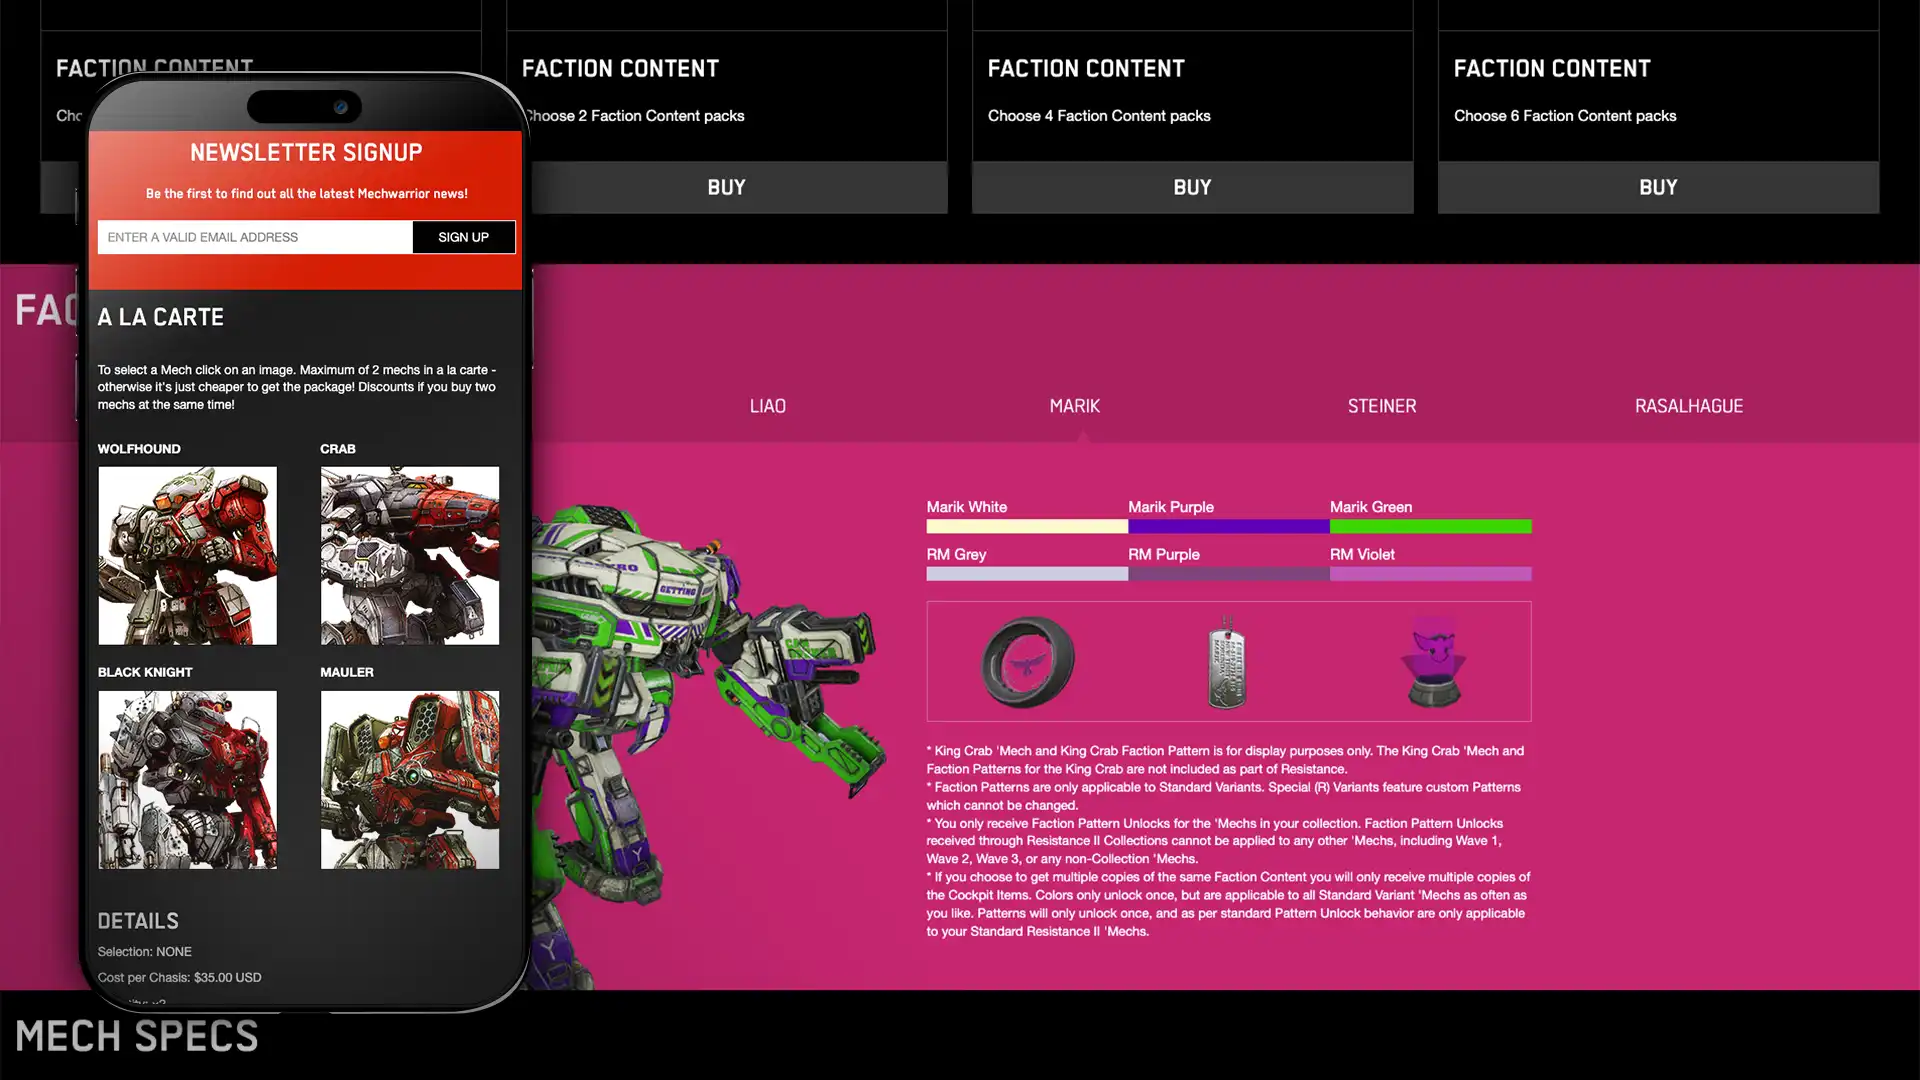 FACTION CONTENT
Cho
FACTION CONTENT
Choose 2 Faction Content packs
BUY
FACTION CONTENT
Choose 4 Faction Content packs
BUY
FACTION CONTENT
Choose 6 Faction Content packs
BUY
NEWSLETTER SIGNUP
Be the first to find out all the latest Mechwarrior news!
ENTER A VALID EMAIL ADDRESS
SIGN UP
A LA CARTE
To select a Mech click on an image. Maximum of 2 mechs in a la carte -
otherwise it's just cheaper to get the package! Discounts if you buy two
mechs at the same time!
WOLFHOUND
CRAB
BLACK KNIGHT
MAULER
DETAILS
Selection: NONE
Cost per Chasis: $35.00 USD
FAC
LIAO
MARIK
STEINER
RASALHAGUE
GETTING
Marik White
Marik Purple
Marik Green
RM Grey
RM Purple
RM Violet
* King Crab 'Mech and King Crab Faction Pattern is for display purposes only. The King Crab 'Mech and
Faction Patterns for the King Crab are not included as part of Resistance.
* Faction Patterns are only applicable to Standard Variants. Special (R) Variants feature custom Patterns
which cannot be changed.
* You only receive Faction Pattern Unlocks for the 'Mechs in your collection. Faction Pattern Unlocks
received through Resistance II Collections cannot be applied to any other 'Mechs, including Wave 1,
Wave 2, Wave 3, or any non-Collection 'Mechs.
* If you choose to get multiple copies of the same Faction Content you will only receive multiple copies of
the Cockpit Items. Colors only unlock once, but are applicable to all Standard Variant 'Mechs as often as
you like. Patterns will only unlock once, and as per standard Pattern Unlock behavior are only applicable
to your Standard Resistance II 'Mechs.
MECH SPECS